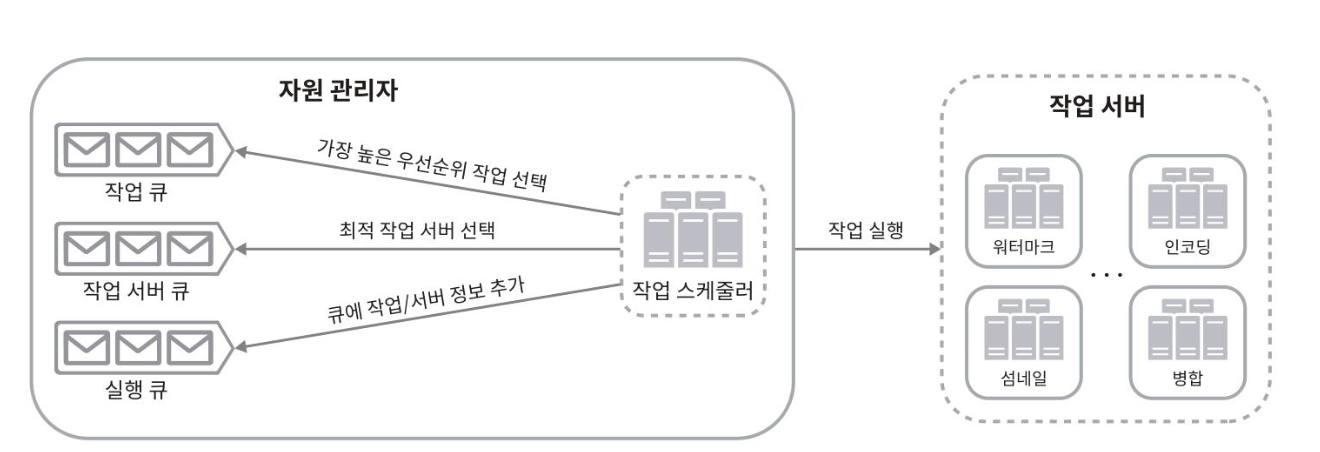 자원 관리자
작업 큐
작업 서버 큐
실행 큐
가장 높은 우선순위 작업 선택
최적 작업 서버 선택
큐에 작업/서버 정보 추가
작업 스케줄러
작업 실행
작업 서버
워터마크
인코딩
...
섬네일
병합